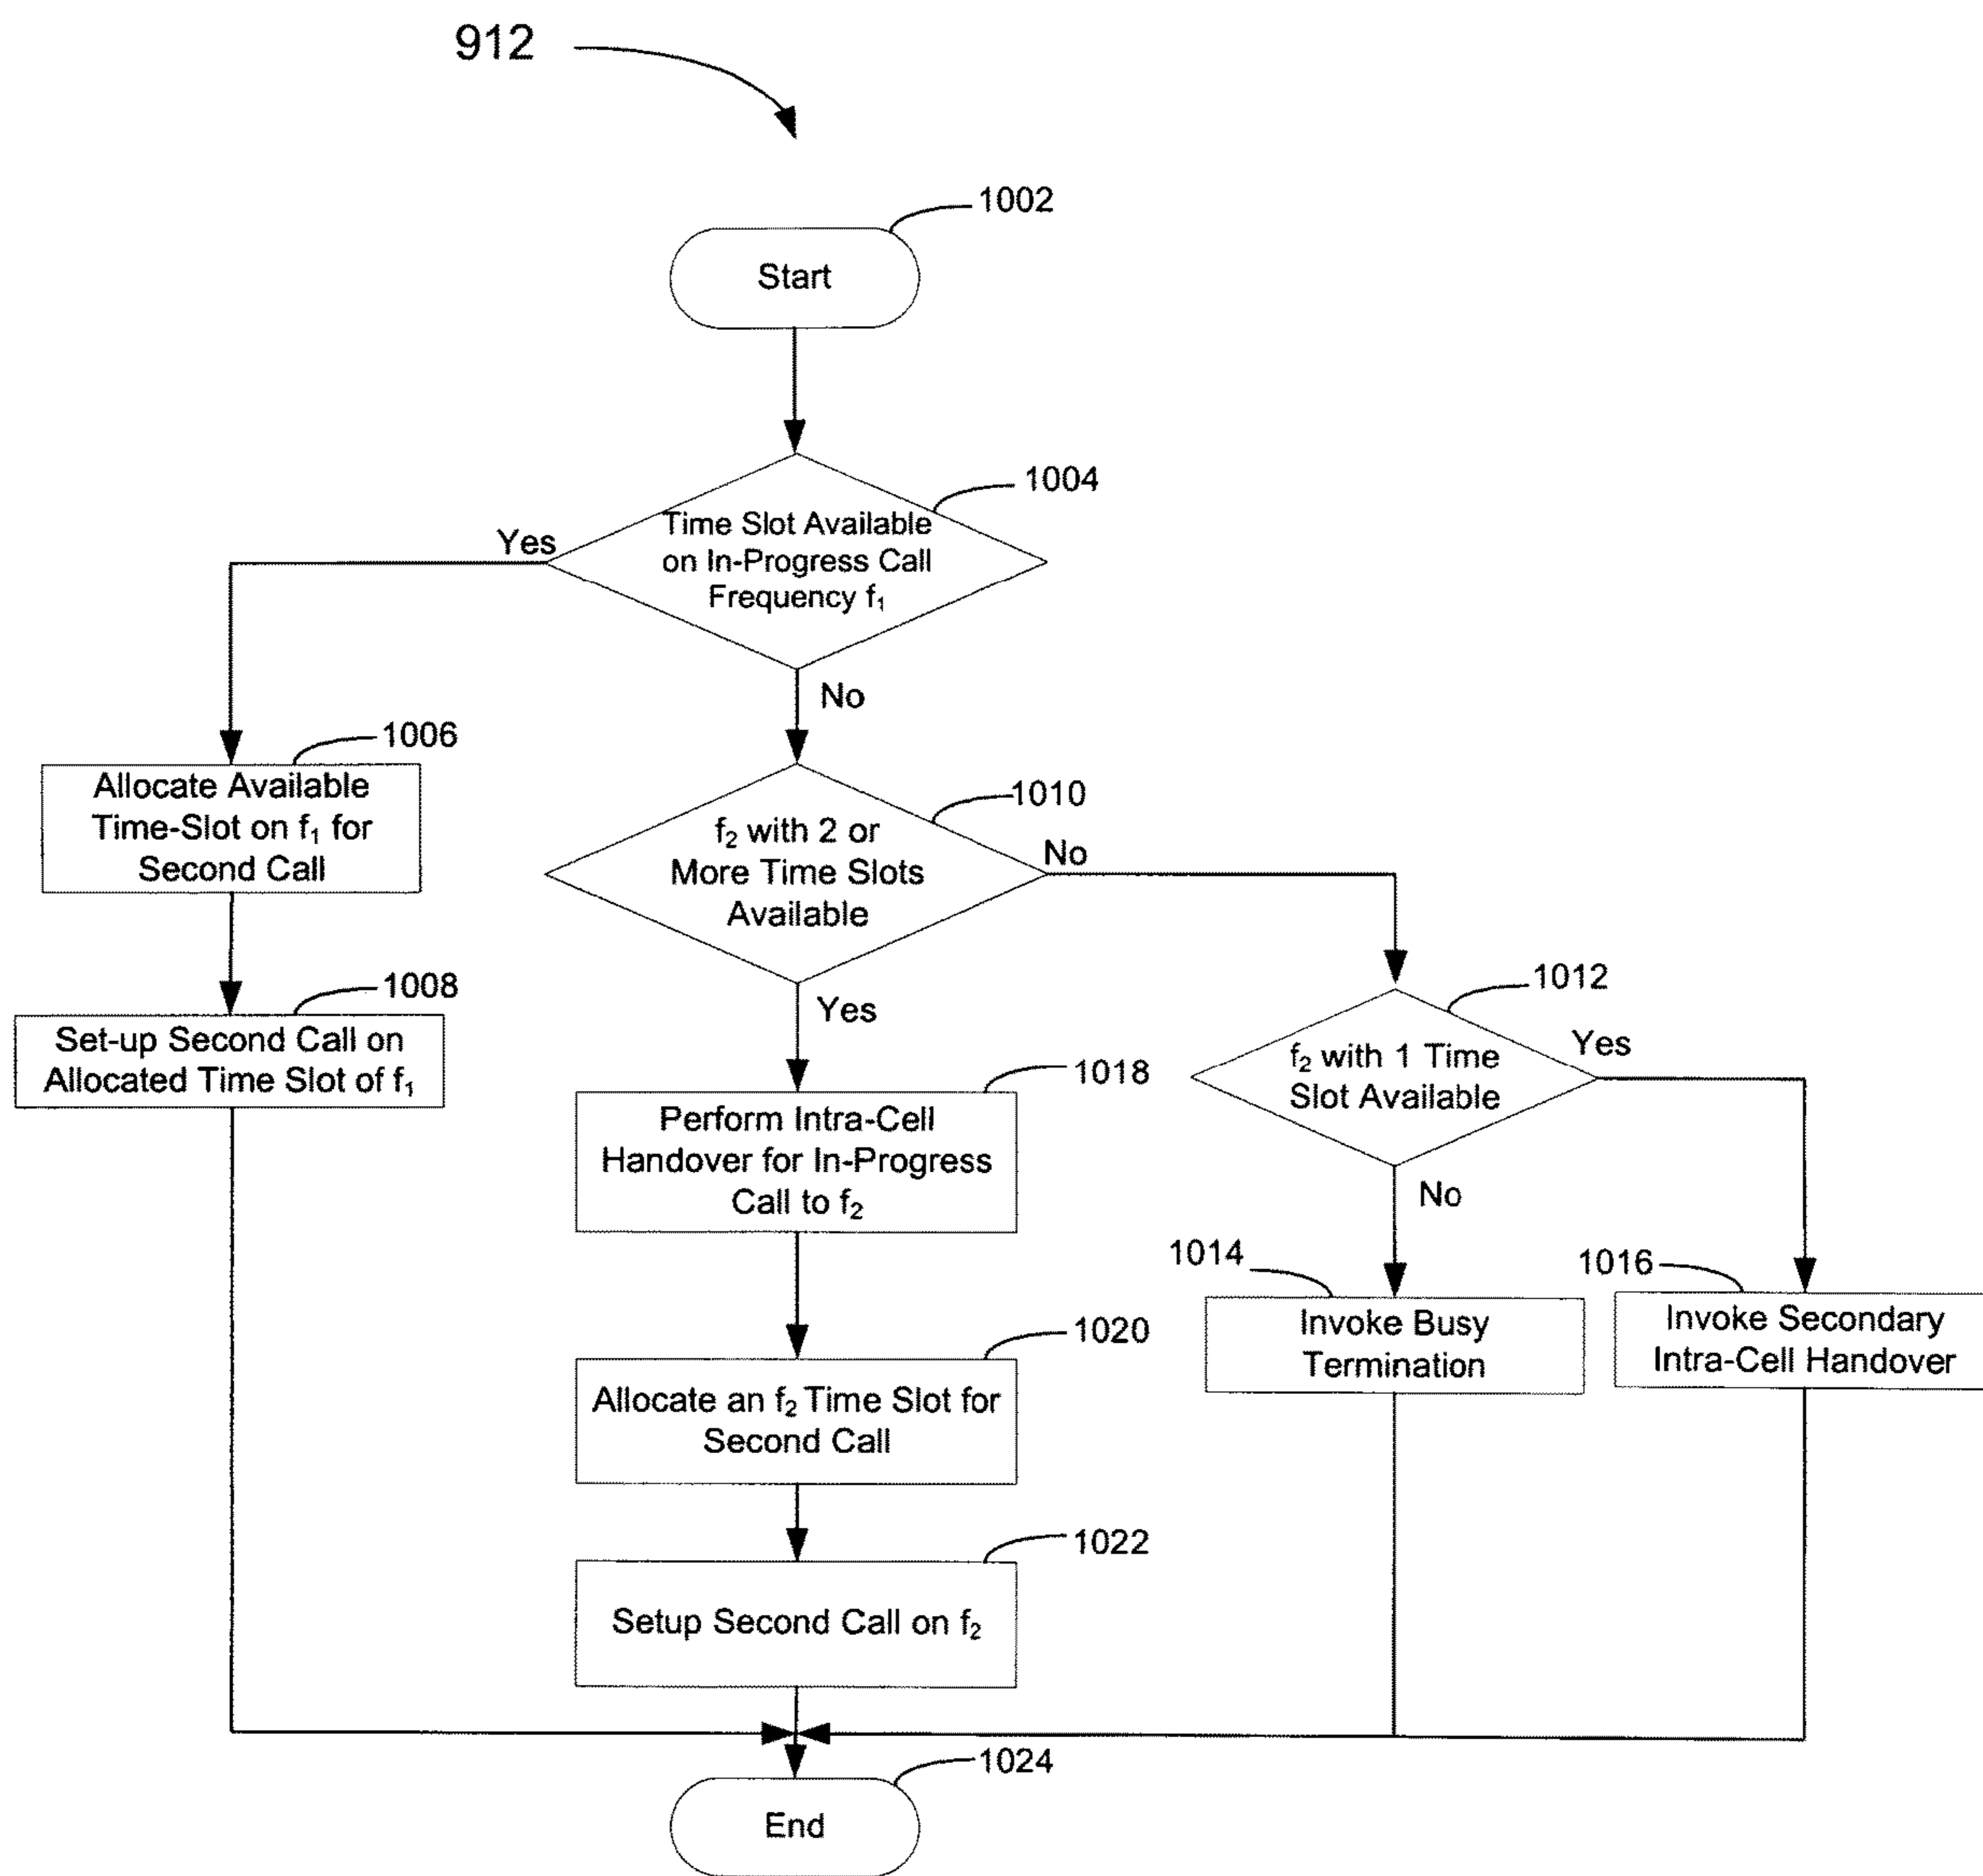 912
1002
Start
1004
Time Slot Available
on In-Progress Call
Frequency f₁
Yes
No
1006
Allocate Available
Time-Slot on f₁ for
Second Call
1008
Set-up Second Call on
Allocated Time Slot of f₁
1010
f₂ with 2 or
More Time Slots
Available
No
Yes
1012
f₂ with 1 Time
Slot Available
Yes
No
1018
Perform Intra-Cell
Handover for In-Progress
Call to f₂
1014
Invoke Busy
Termination
1016
Invoke Secondary
Intra-Cell Handover
1020
Allocate an f₂ Time Slot for
Second Call
1022
Setup Second Call on f₂
1024
End